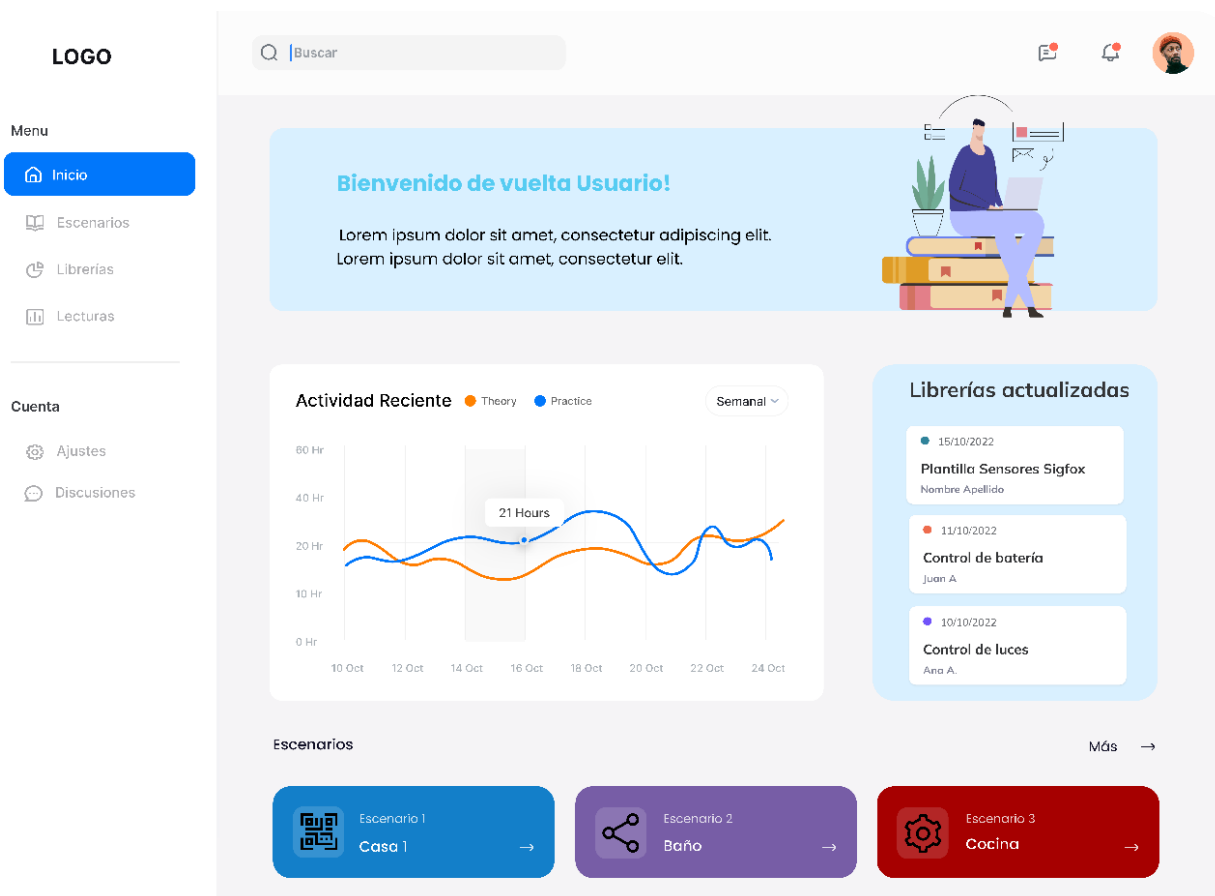 LOGO
Buscar
Menu
Inicio
Escenarios
Librerías
Lecturas
Cuenta
Ajustes
Discusiones
Bienvenido de vuelta Usuario!
Lorem ipsum dolor sit amet, consectetur adipiscing elit.
Lorem ipsum dolor sit amet, consectetur elit.
Actividad Reciente
Theory
Practice
Semanal
60 Hr
40 Hr
20 Hr
10 Hr
0 Hr
21 Hours
10 Oct
12 Oct
14 Oct
16 Oct
18 Oct
20 Oct
22 Oct
24 Oct
Librerías actualizadas
15/10/2022
Plantilla Sensores Sigfox
Nombre Apellido
11/10/2022
Control de batería
Juan A
10/10/2022
Control de luces
Ana A.
Escenarios
Más →
Escenario 1
Casa 1 →
Escenario 2
Baño →
Escenario 3
Cocina →